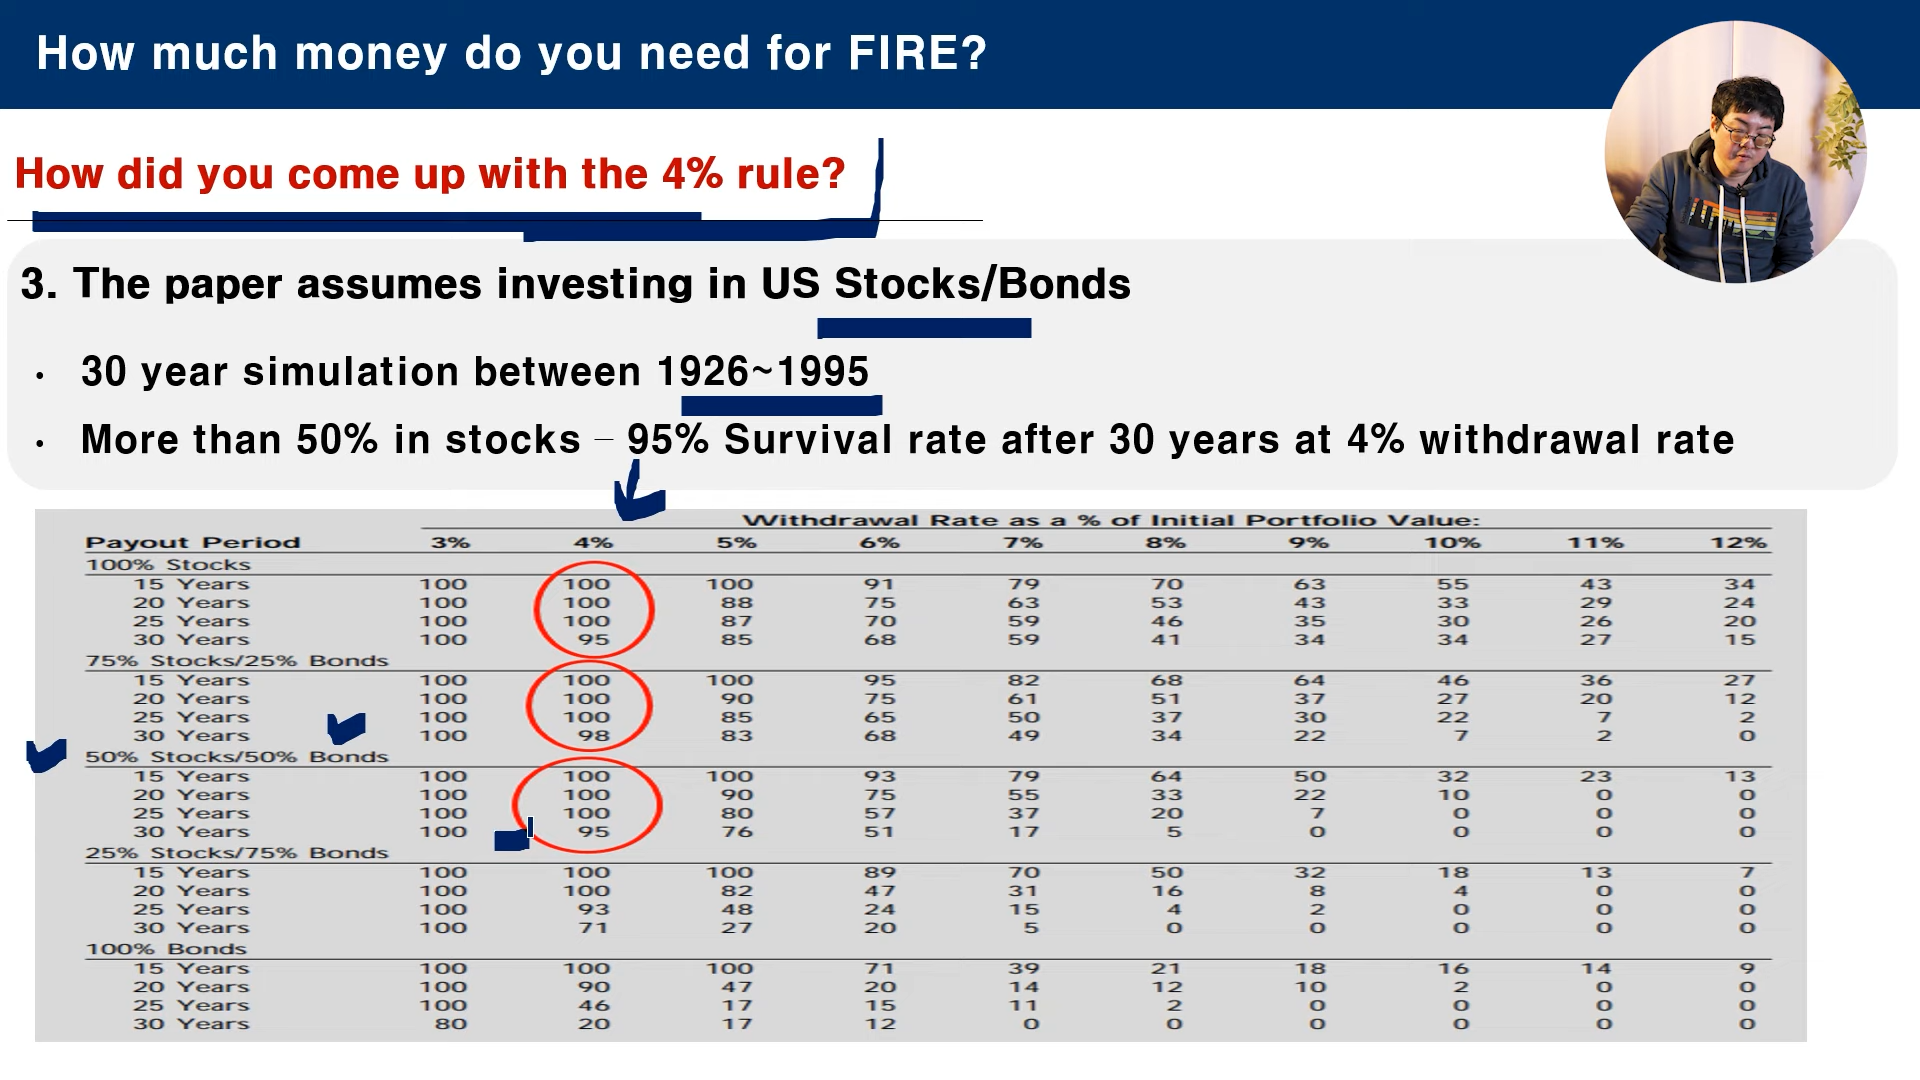 How much money do you need for FIRE?
How did you come up with the 4% rule?
3. The paper assumes investing in US Stocks/Bonds
· 30 year simulation between 1926~1995
· More than 50% in stocks – 95% Survival rate after 30 years at 4% withdrawal rate
Withdrawal Rate as a % of Initial Portfolio Value:
Payout Period 3% 4% 5% 6% 7% 8% 9% 10% 11% 12%
100% Stocks
15 Years 100 100 100 91 79 70 63 55 43 34
20 Years 100 100 88 75 63 53 43 33 29 24
25 Years 100 100 87 70 59 46 35 30 26 20
30 Years 100 95 85 68 59 41 34 34 27 15
75% Stocks/25% Bonds
15 Years 100 100 100 95 82 68 64 46 36 27
20 Years 100 100 90 75 61 51 37 27 20 12
25 Years 100 100 85 65 50 37 30 22 7 2
30 Years 100 98 83 68 49 34 22 7 2 0
50% Stocks/50% Bonds
15 Years 100 100 100 93 79 64 50 32 23 13
20 Years 100 100 90 75 55 33 22 10 0 0
25 Years 100 100 80 57 37 20 7 0 0 0
30 Years 100 95 76 51 17 5 0 0 0 0
25% Stocks/75% Bonds
15 Years 100 100 100 89 70 50 32 18 13 7
20 Years 100 100 82 47 31 16 8 4 0 0
25 Years 100 93 48 24 15 4 2 0 0 0
30 Years 100 71 27 20 5 0 0 0 0 0
100% Bonds
15 Years 100 100 100 71 39 21 18 16 14 9
20 Years 100 90 47 20 14 12 10 2 0 0
25 Years 100 46 17 15 11 2 0 0 0 0
30 Years 80 20 17 12 0 0 0 0 0 0